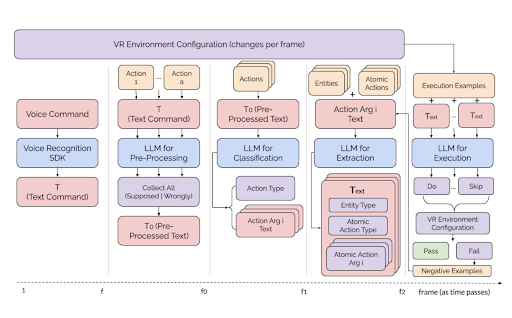 VR Environment Configuration (changes per frame)
Voice Command
Voice Recognition
SDK
T
(Text Command)
Action
1
...
Action
a
T
(Text Command)
LLM for
Pre-Processing
Collect All
(Supposed | Wrongly)
T0 (Pre-
Processed Text)
Actions
T0 (Pre-
Processed Text)
LLM for
Classification
Action Type
Action Arg i
Text
Entities
+
Atomic
Actions
Action Arg i
Text
LLM for
Extraction
Text
Entity Type
Atomic
Action Type
Atomic Action
Arg i
Execution Examples
+ + +
Text ... Text
LLM for
Execution
Do ... Skip
VR Environment
Configuration
Pass
Fail
Negative Examples
1
f
f0
f1
f2
frame (as time passes)